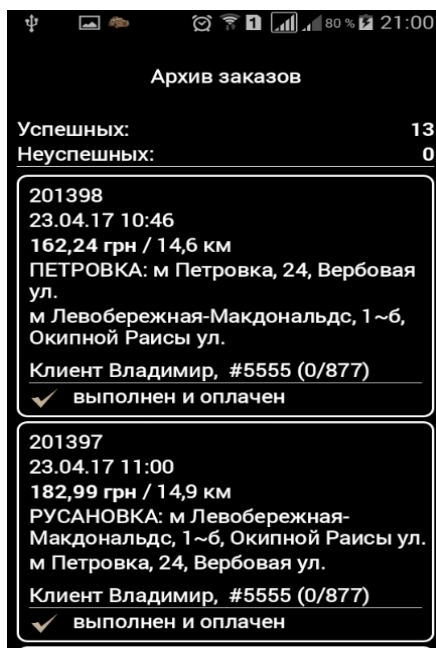 80 % 21:00
Архив заказов
Успешных: 13
Неуспешных: 0
201398
23.04.17 10:46
162,24 грн / 14,6 км
ПЕТРОВКА: м Петровка, 24, Вербовая
ул.
м Левобережная-Макдональдс, 1~б,
Окипной Раисы ул.
Клиент Владимир, #5555 (0/877)
выполнен и оплачен
201397
23.04.17 11:00
182,99 грн / 14,9 км
РУСАНОВКА: м Левобережная-
Макдональдс, 1~б, Окипной Раисы ул.
м Петровка, 24, Вербовая ул.
Клиент Владимир, #5555 (0/877)
выполнен и оплачен